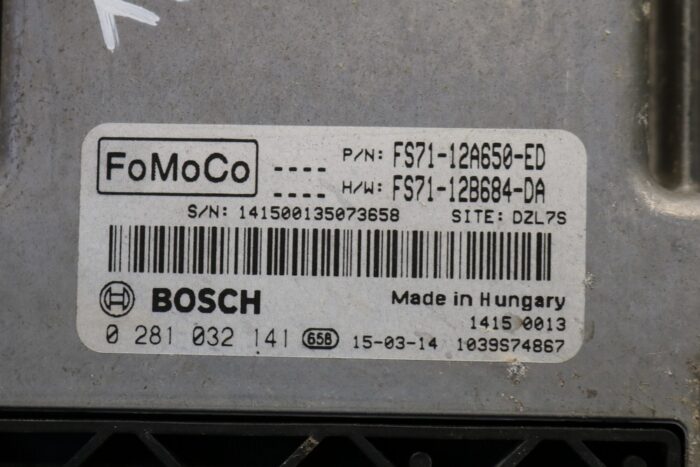 FoMoCo
---- P/N: FS71-12A650-ED
---- H/W: FS71-12B684-DA
S/N: 141500135073658 SITE: DZL7S
BOSCH Made in Hungary
1415 0013
0 281 032 141 658 15-03-14 1039S74867